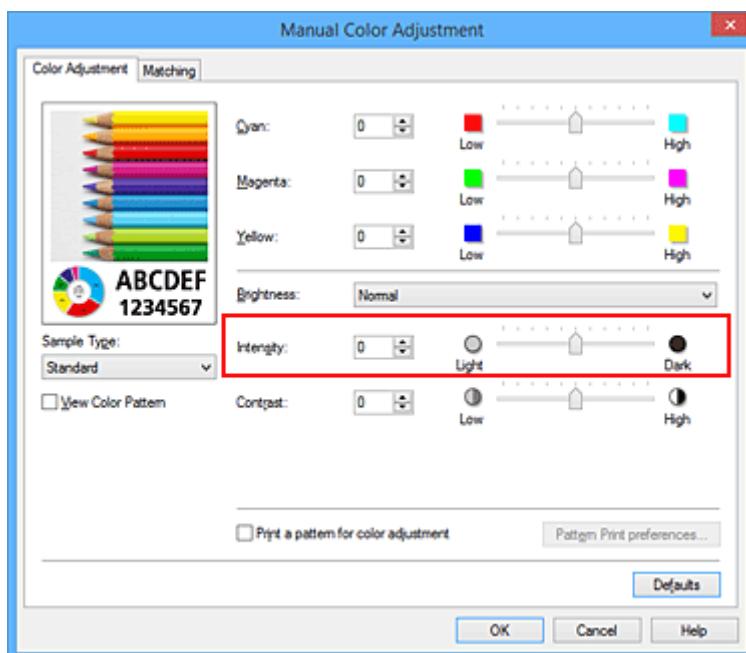 Manual Color Adjustment
Color Adjustment
Matching
ABCDEF
1234567
Sample Type:
Standard
View Color Pattern
Cyan:
0
Low
High
Magenta:
0
Low
High
Yellow:
0
Low
High
Brightness:
Normal
Intensity:
0
Light
Dark
Contrast:
0
Low
High
Print a pattern for color adjustment
Pattern Print preferences...
Defaults
OK
Cancel
Help